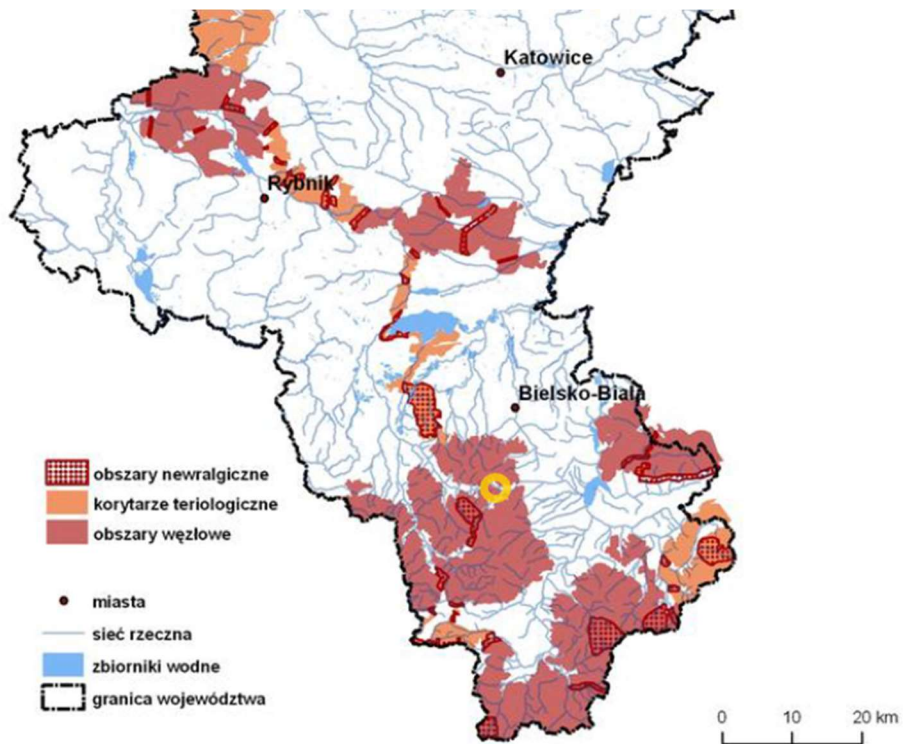 Katowice
Rybnik
Bielsko-Biała
obszary newralgiczne
korytarze teriologiczne
obszary węzłowe
miasta
sieć rzeczna
zbiorniki wodne
granica województwa
0 10 20 km